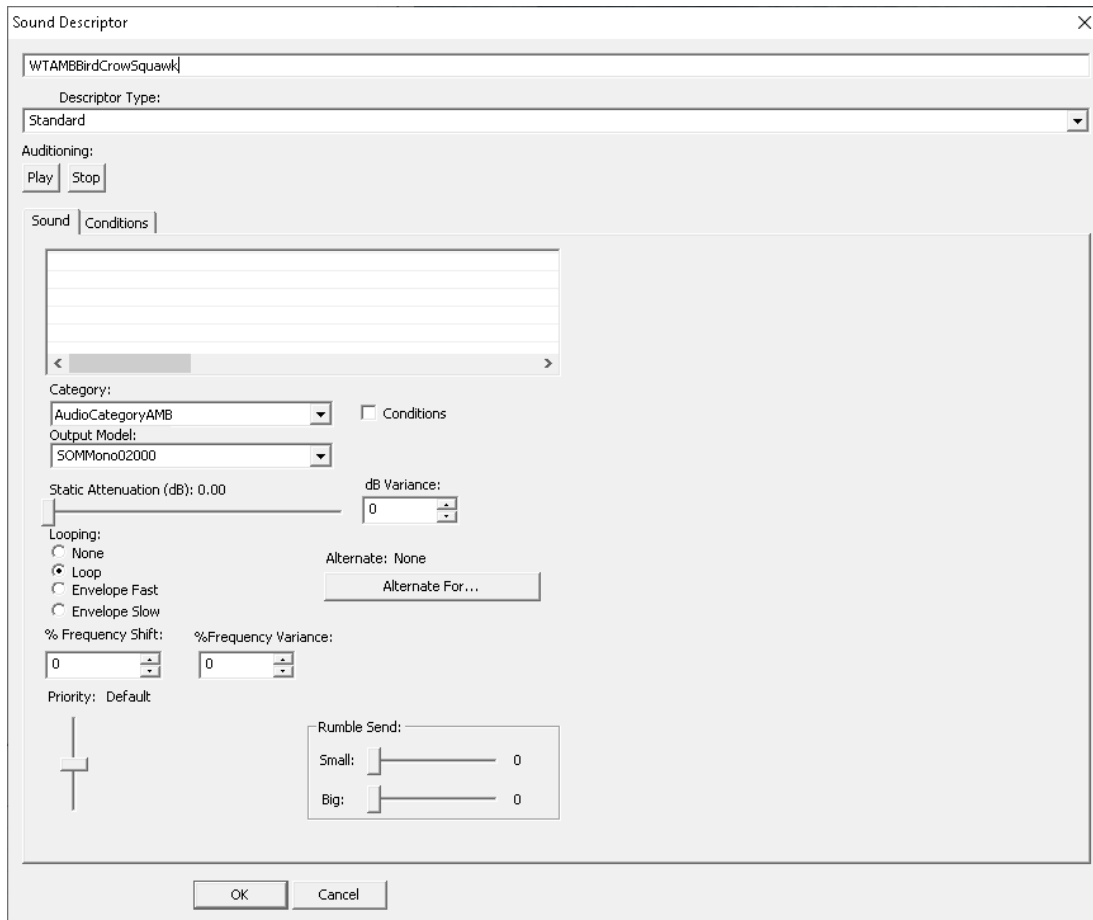 Sound Descriptor
WTAMBBirdCrowSquawk
Descriptor Type:
Standard
Auditioning:
Play Stop
Sound Conditions
Category:
AudioCategoryAMB Conditions
Output Model:
SOMMono02000
Static Attenuation (dB): 0.00 dB Variance:
0
Looping:
None
Loop
Envelope Fast
Envelope Slow
Alternate: None
Alternate For...
% Frequency Shift: %Frequency Variance:
0 0
Priority: Default
Rumble Send:
Small: 0
Big: 0
OK Cancel